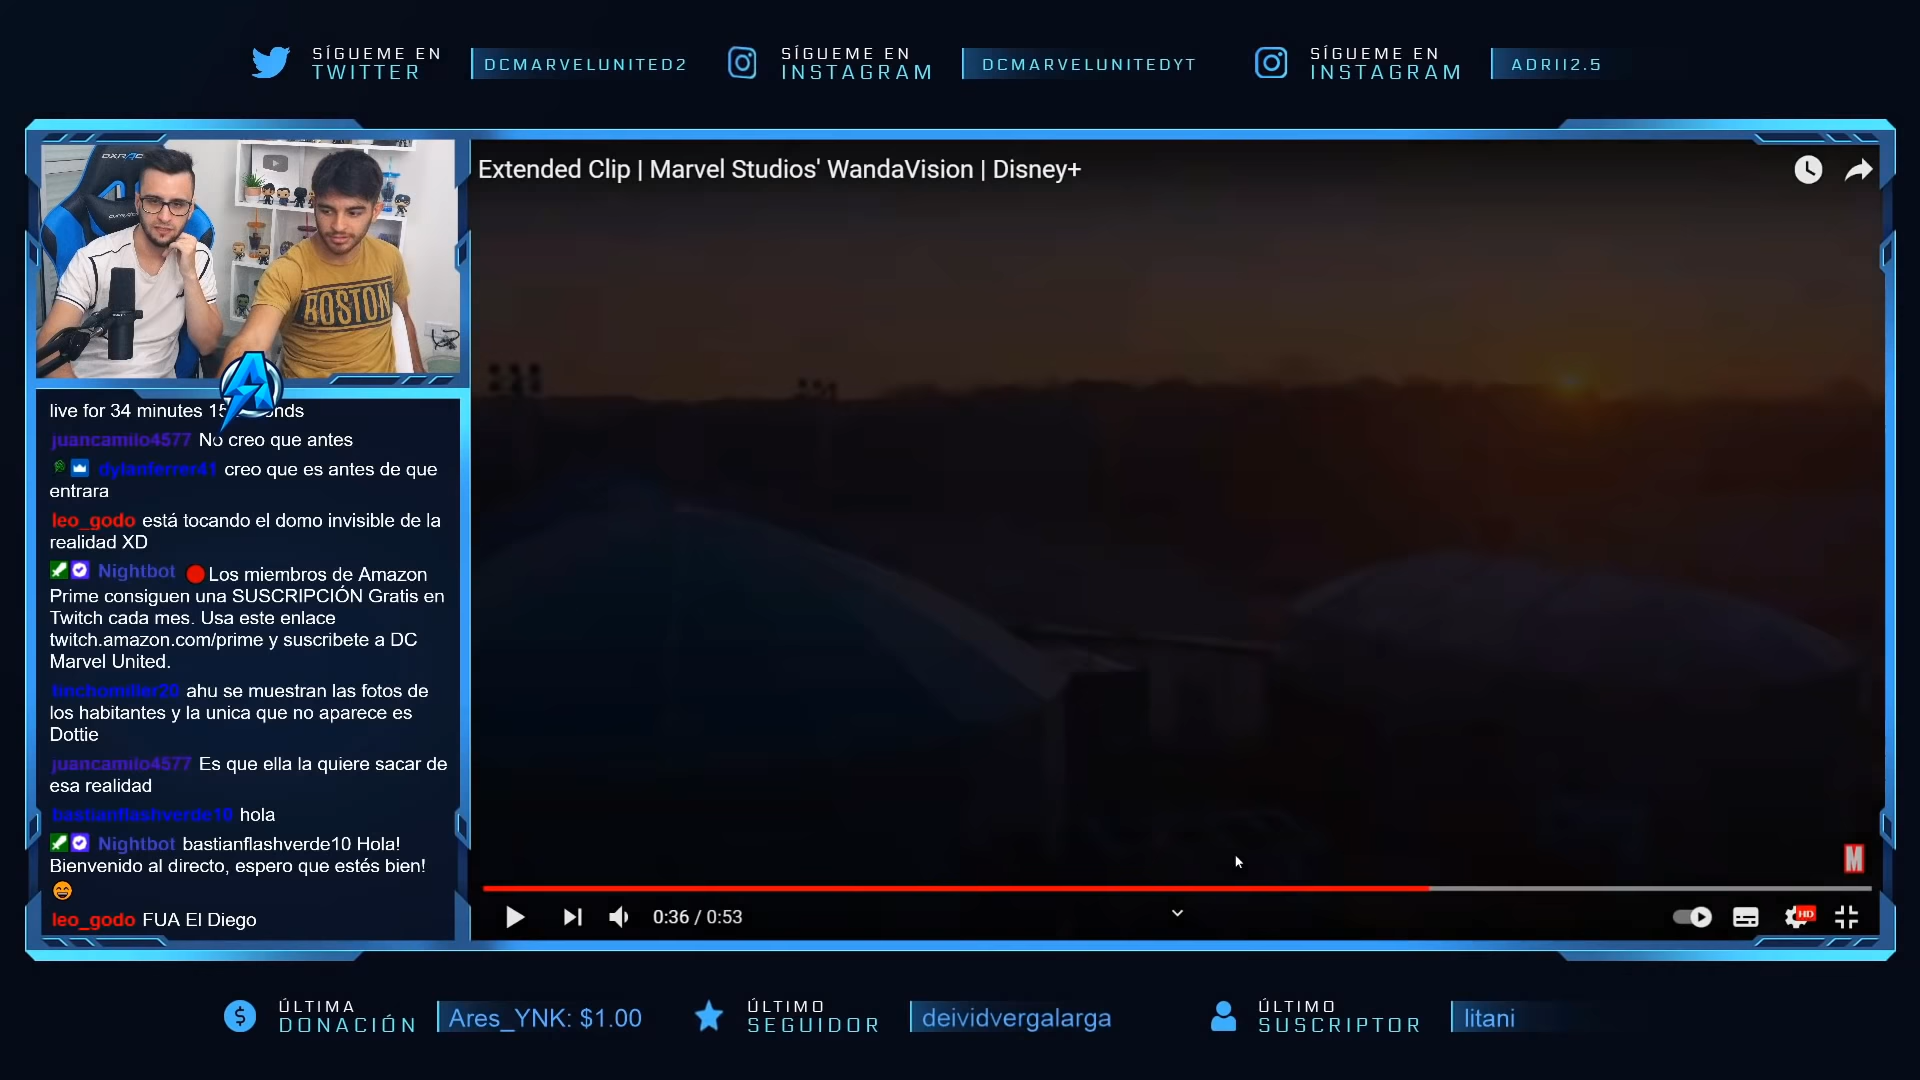 SÍGUEME EN
TWITTER
DCMARVELUNITED2
SÍGUEME EN
INSTAGRAM
DCMARVELUNITEDYT
SÍGUEME EN
INSTAGRAM
ADRII2.5
DXRACER
BOSTON
Extended Clip | Marvel Studios' WandaVision | Disney+
live for 34 minutes
juancamilo4577 No creo que antes
dylanferrer41 creo que es antes de que
entrara
leo_godo está tocando el domo invisible de la
realidad XD
Nightbot Los miembros de Amazon
Prime consiguen una SUSCRIPCIÓN Gratis en
Twitch cada mes. Usa este enlace
twitch.amazon.com/prime y suscribete a DC
Marvel United.
ahu se muestran las fotos de
los habitantes y la unica que no aparece es
Dottie
juancamilo4577 Es que ella la quiere sacar de
esa realidad
bastianflashverde10 hola
Nightbot bastianflashverde10 Hola!
Bienvenido al directo, espero que estés bien!
leo_godo FUA El Diego
M
0:36 / 0:53
HD
ÚLTIMA
DONACIÓN
Ares_YNK: $1.00
ÚLTIMO
SEGUIDOR
deividvergalarga
ÚLTIMO
SUSCRIPTOR
litani